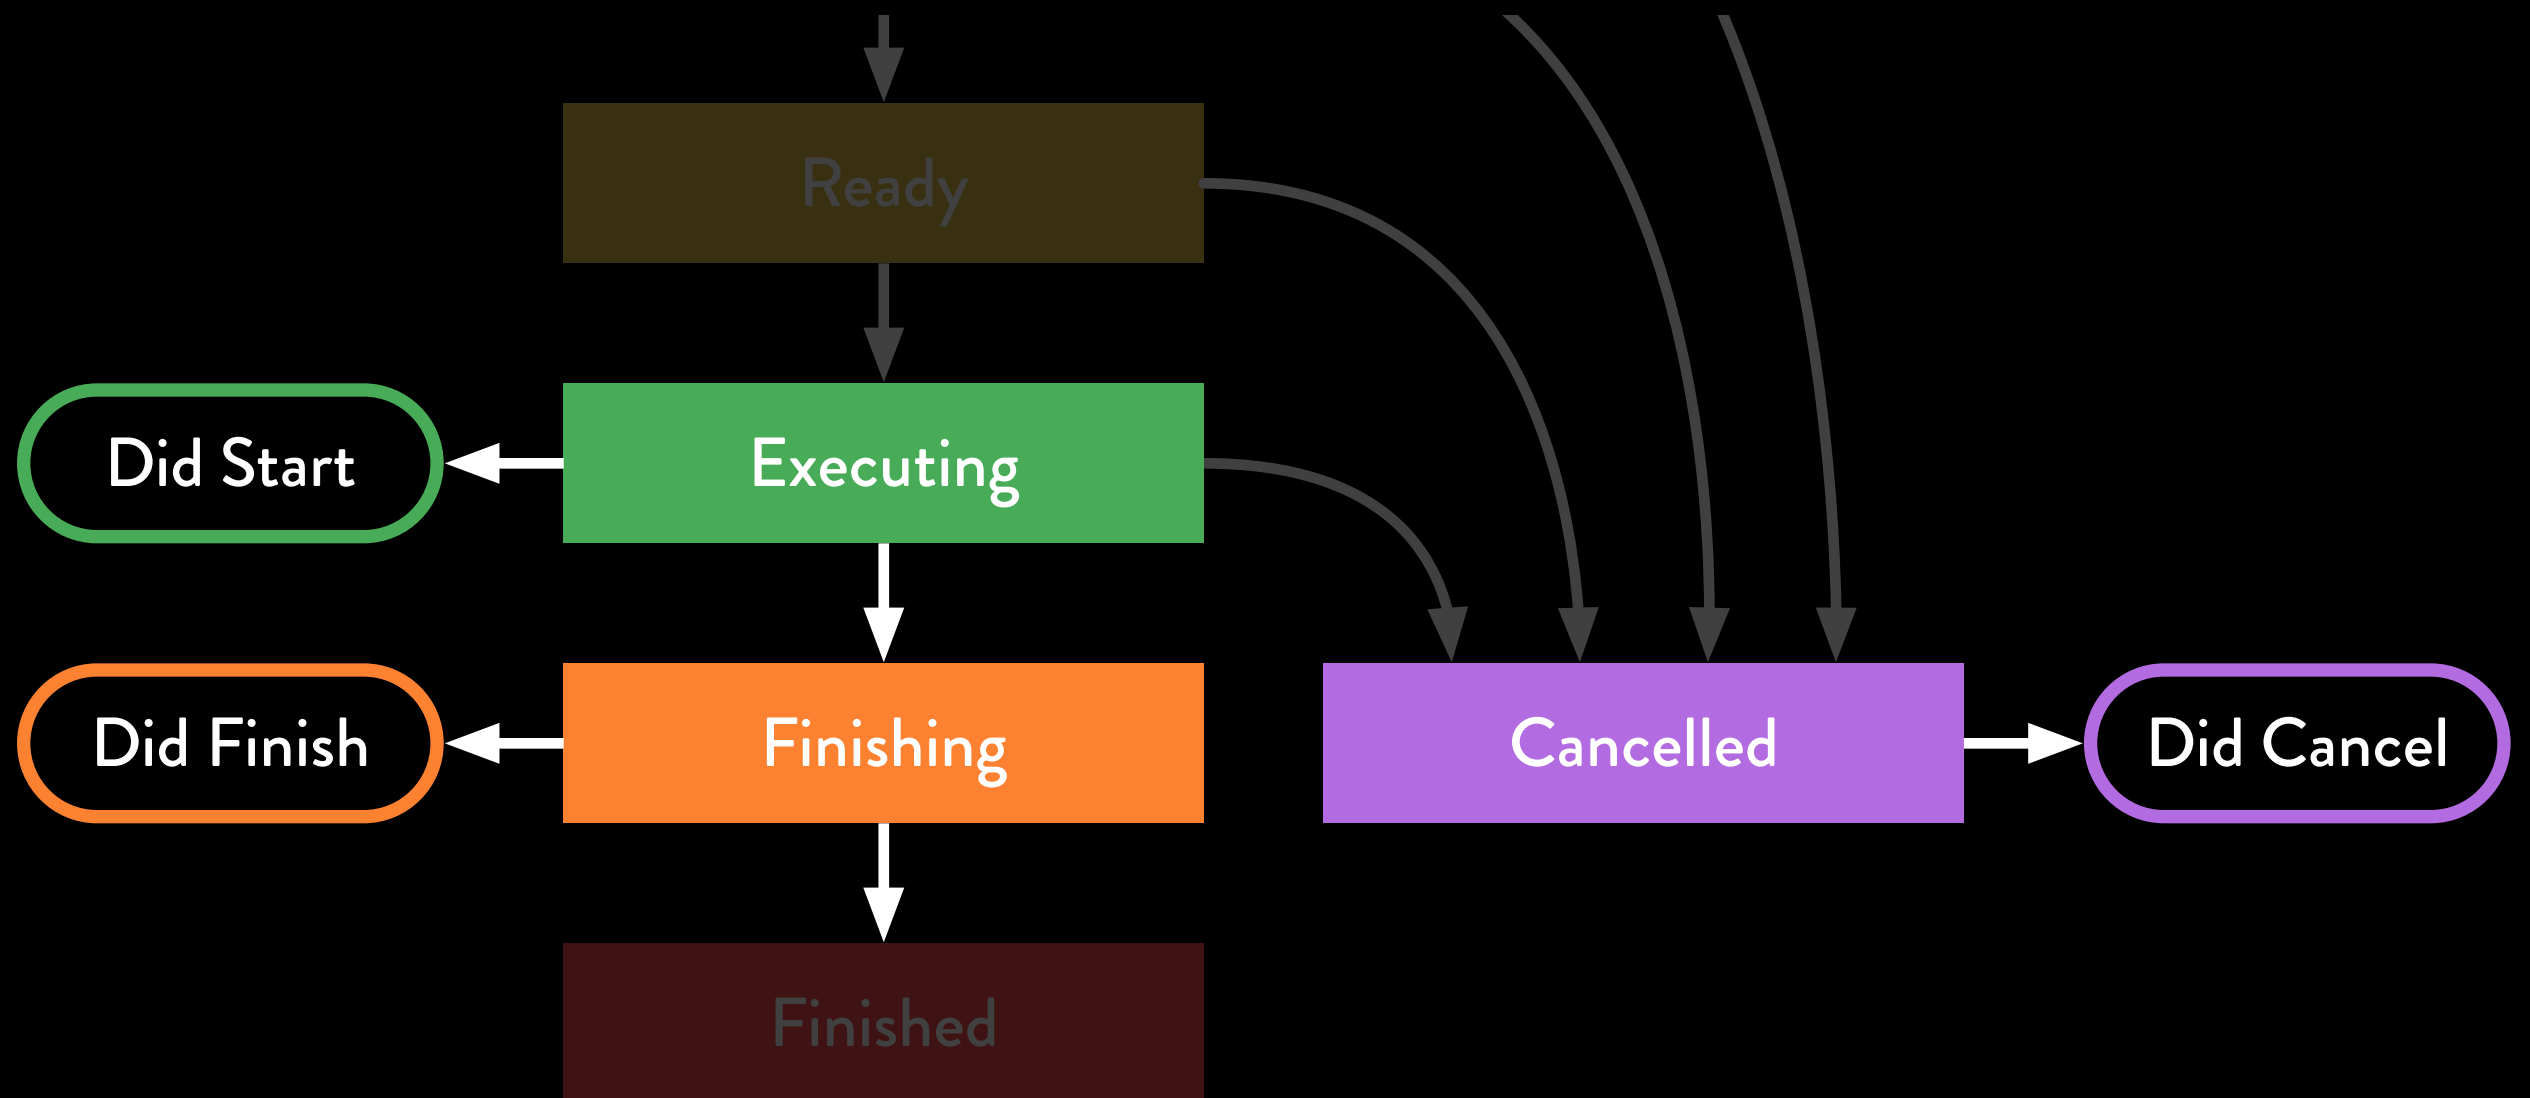 Ready
Did Start
Executing
Did Finish
Finishing
Cancelled
Did Cancel
Finished